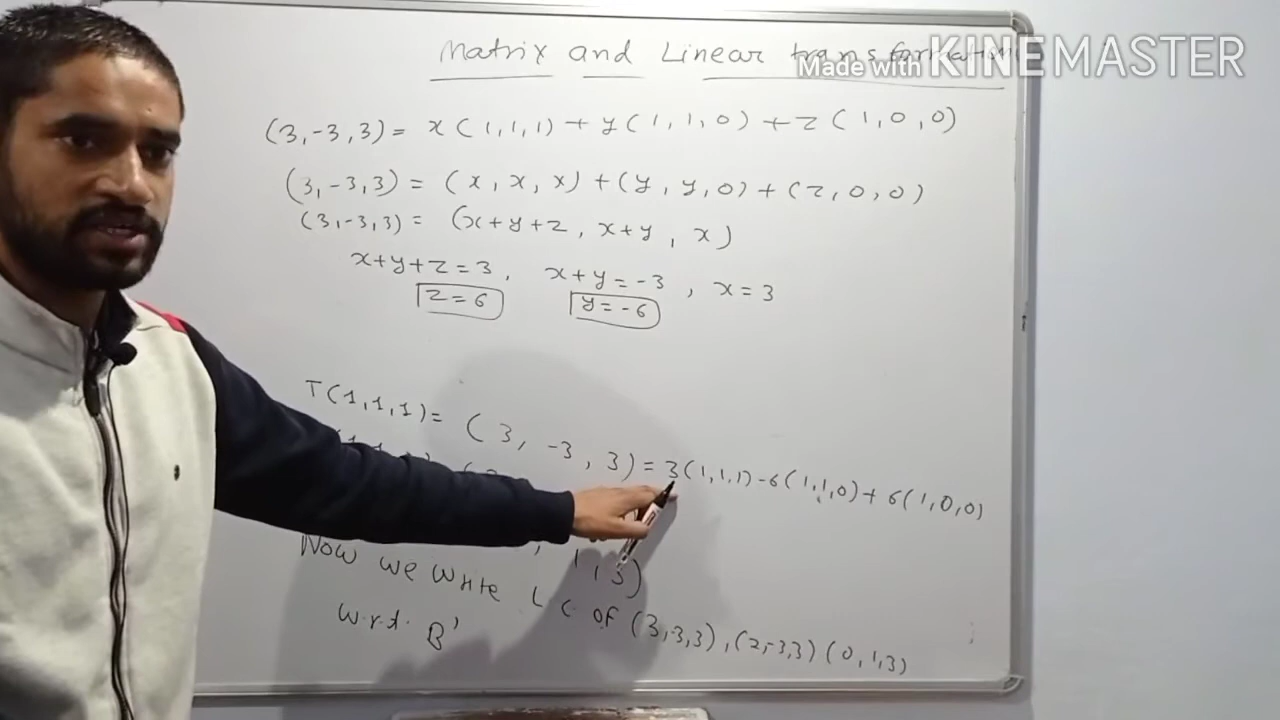 Matrix and Linear transformation
Made with KINEMASTER
(3,-3,3) = x(1,1,1) + y(1,1,0) + z(1,0,0)
(3,-3,3) = (x, x, x) + (y, y, 0) + (z, 0, 0)
(3,-3,3) = (x+y+z, x+y, x)
x+y+z=3, x+y=-3, x=3
z=6 y=-6
T(1,1,1)= (3, -3, 3) = 3(1,1,1)-6(1,1,0)+6(1,0,0)
3)
Now we write L C of (3,-3,3), (2,-3,3) (0,1,3)
w.r.t. B'